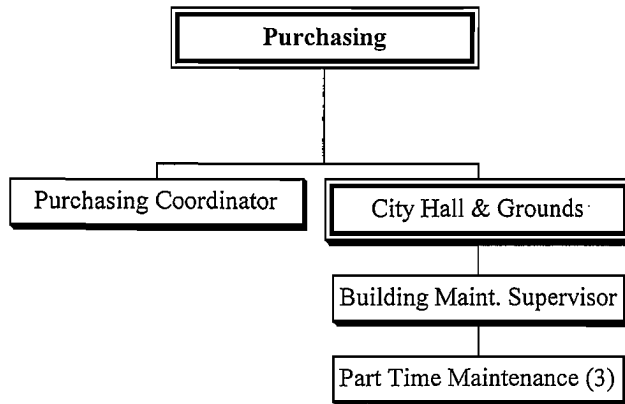 Purchasing
Purchasing Coordinator
City Hall & Grounds
Building Maint. Supervisor
Part Time Maintenance (3)